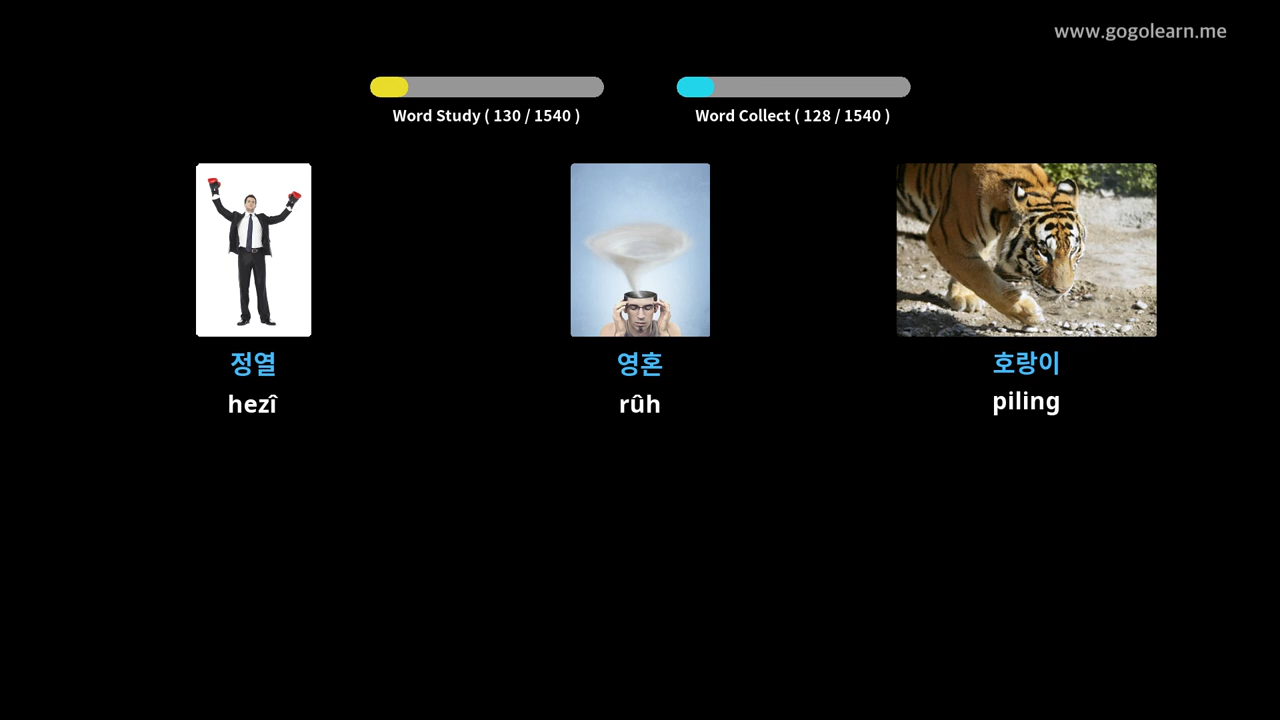 www.gogolearn.me
Word Study ( 130 / 1540 )
Word Collect ( 128 / 1540 )
정열
hezî
영혼
rûh
호랑이
piling